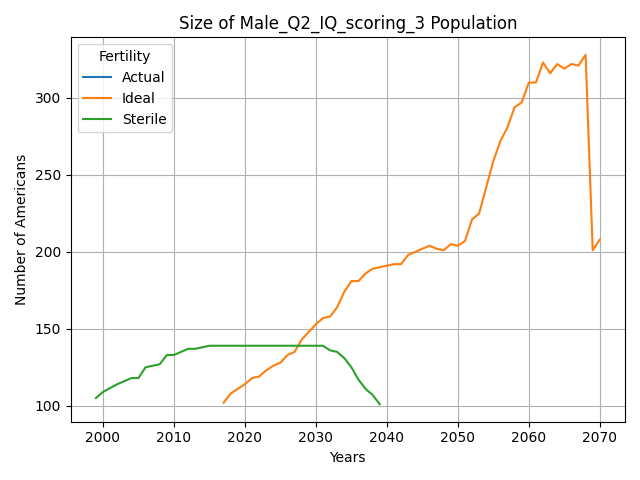 Size of Male_Q2_IQ_scoring_3 Population
Fertility
Actual
Ideal
Sterile
Number of Americans
300
250
200
150
100
2000 2010 2020 2030 2040 2050 2060 2070
Years